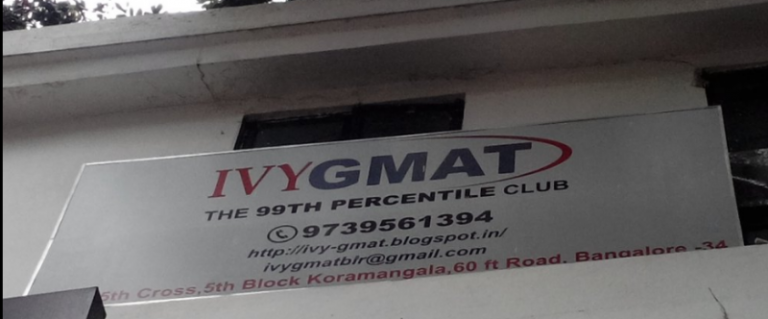 IVYGMAT
THE 99TH PERCENTILE CLUB
9739561394
http://ivy-gmat.blogspot.in/
ivygmatblr@gmail.com
5th Cross,5th Block Koramangala,60 ft Road, Bangalore -34